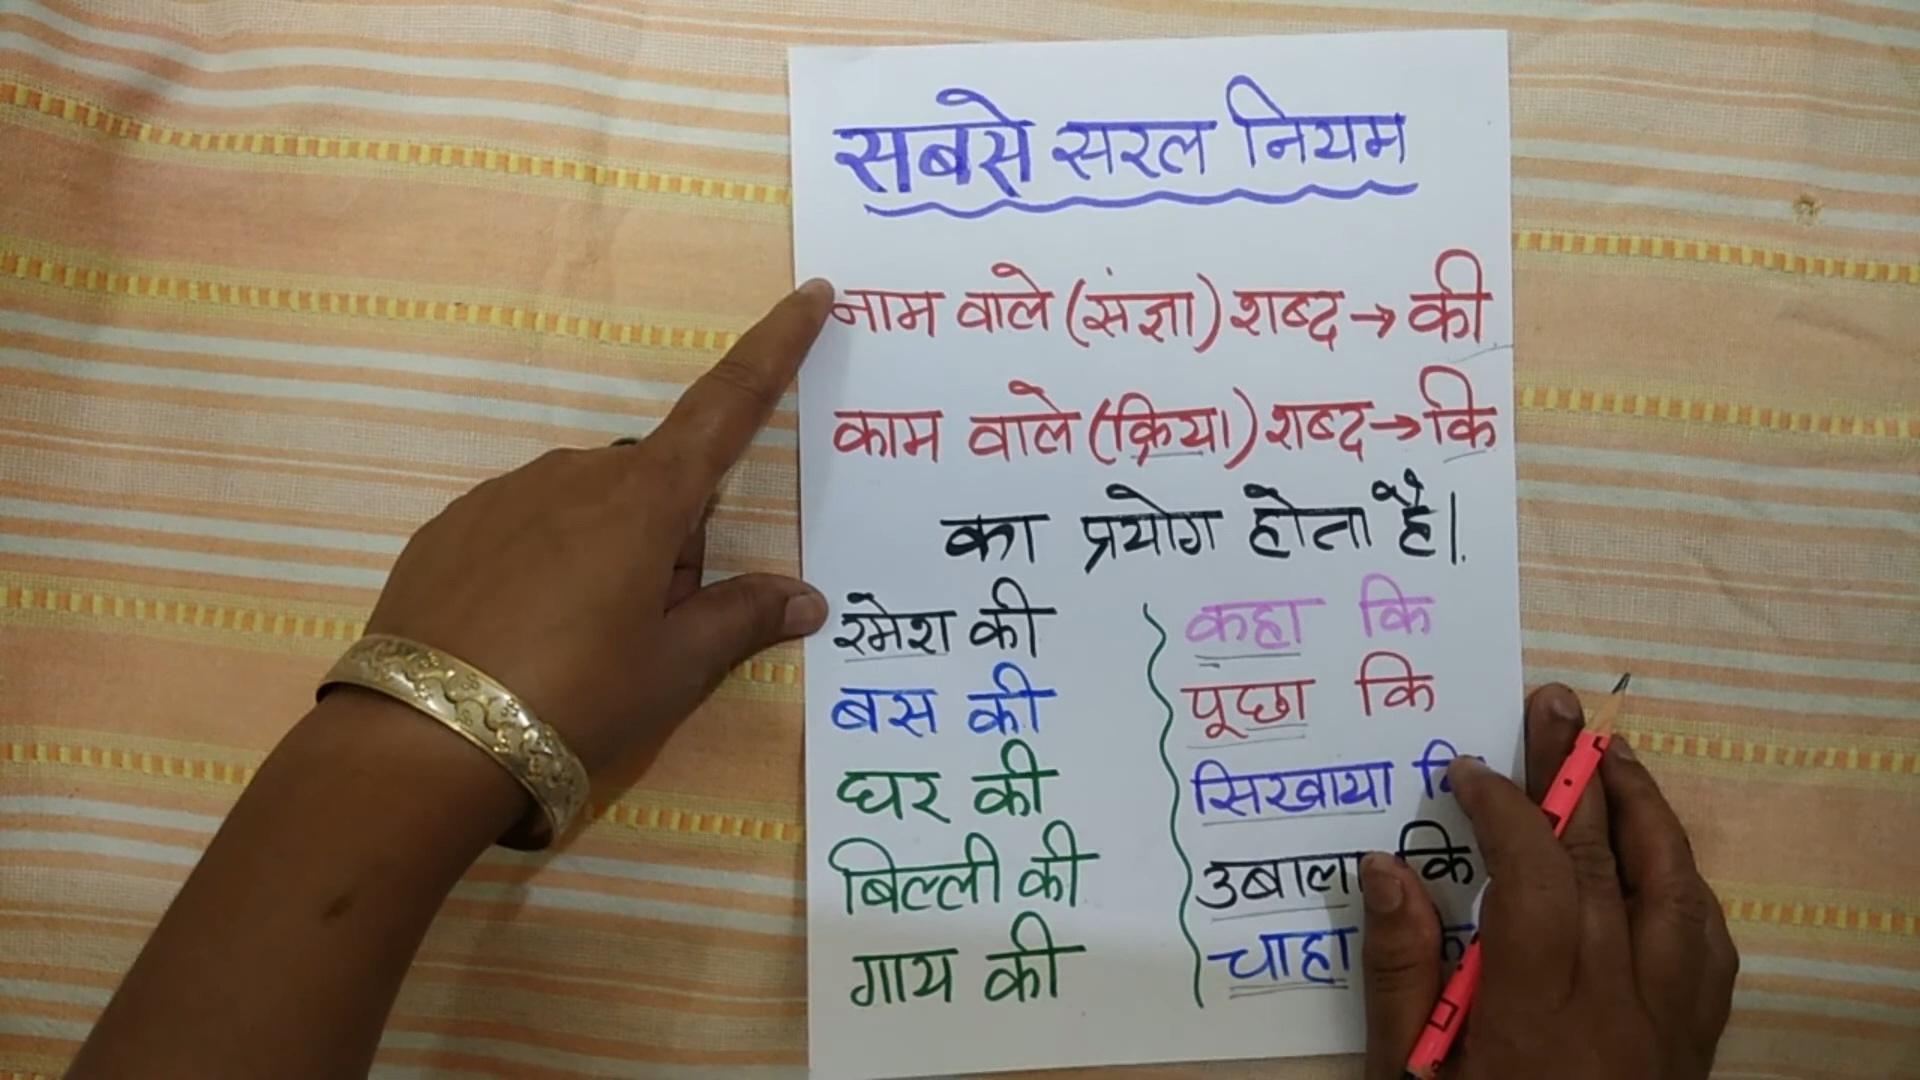 सबसे सरल नियम
नाम वाले (संज्ञा) शब्द → की
काम वाले (क्रिया) शब्द → कि
का प्रयोग होता है।
रमेश की
बस की
घर की
बिल्ली की
गाय की
कहा कि
पूछा कि
सिखाया
उबाला कि
चाहा